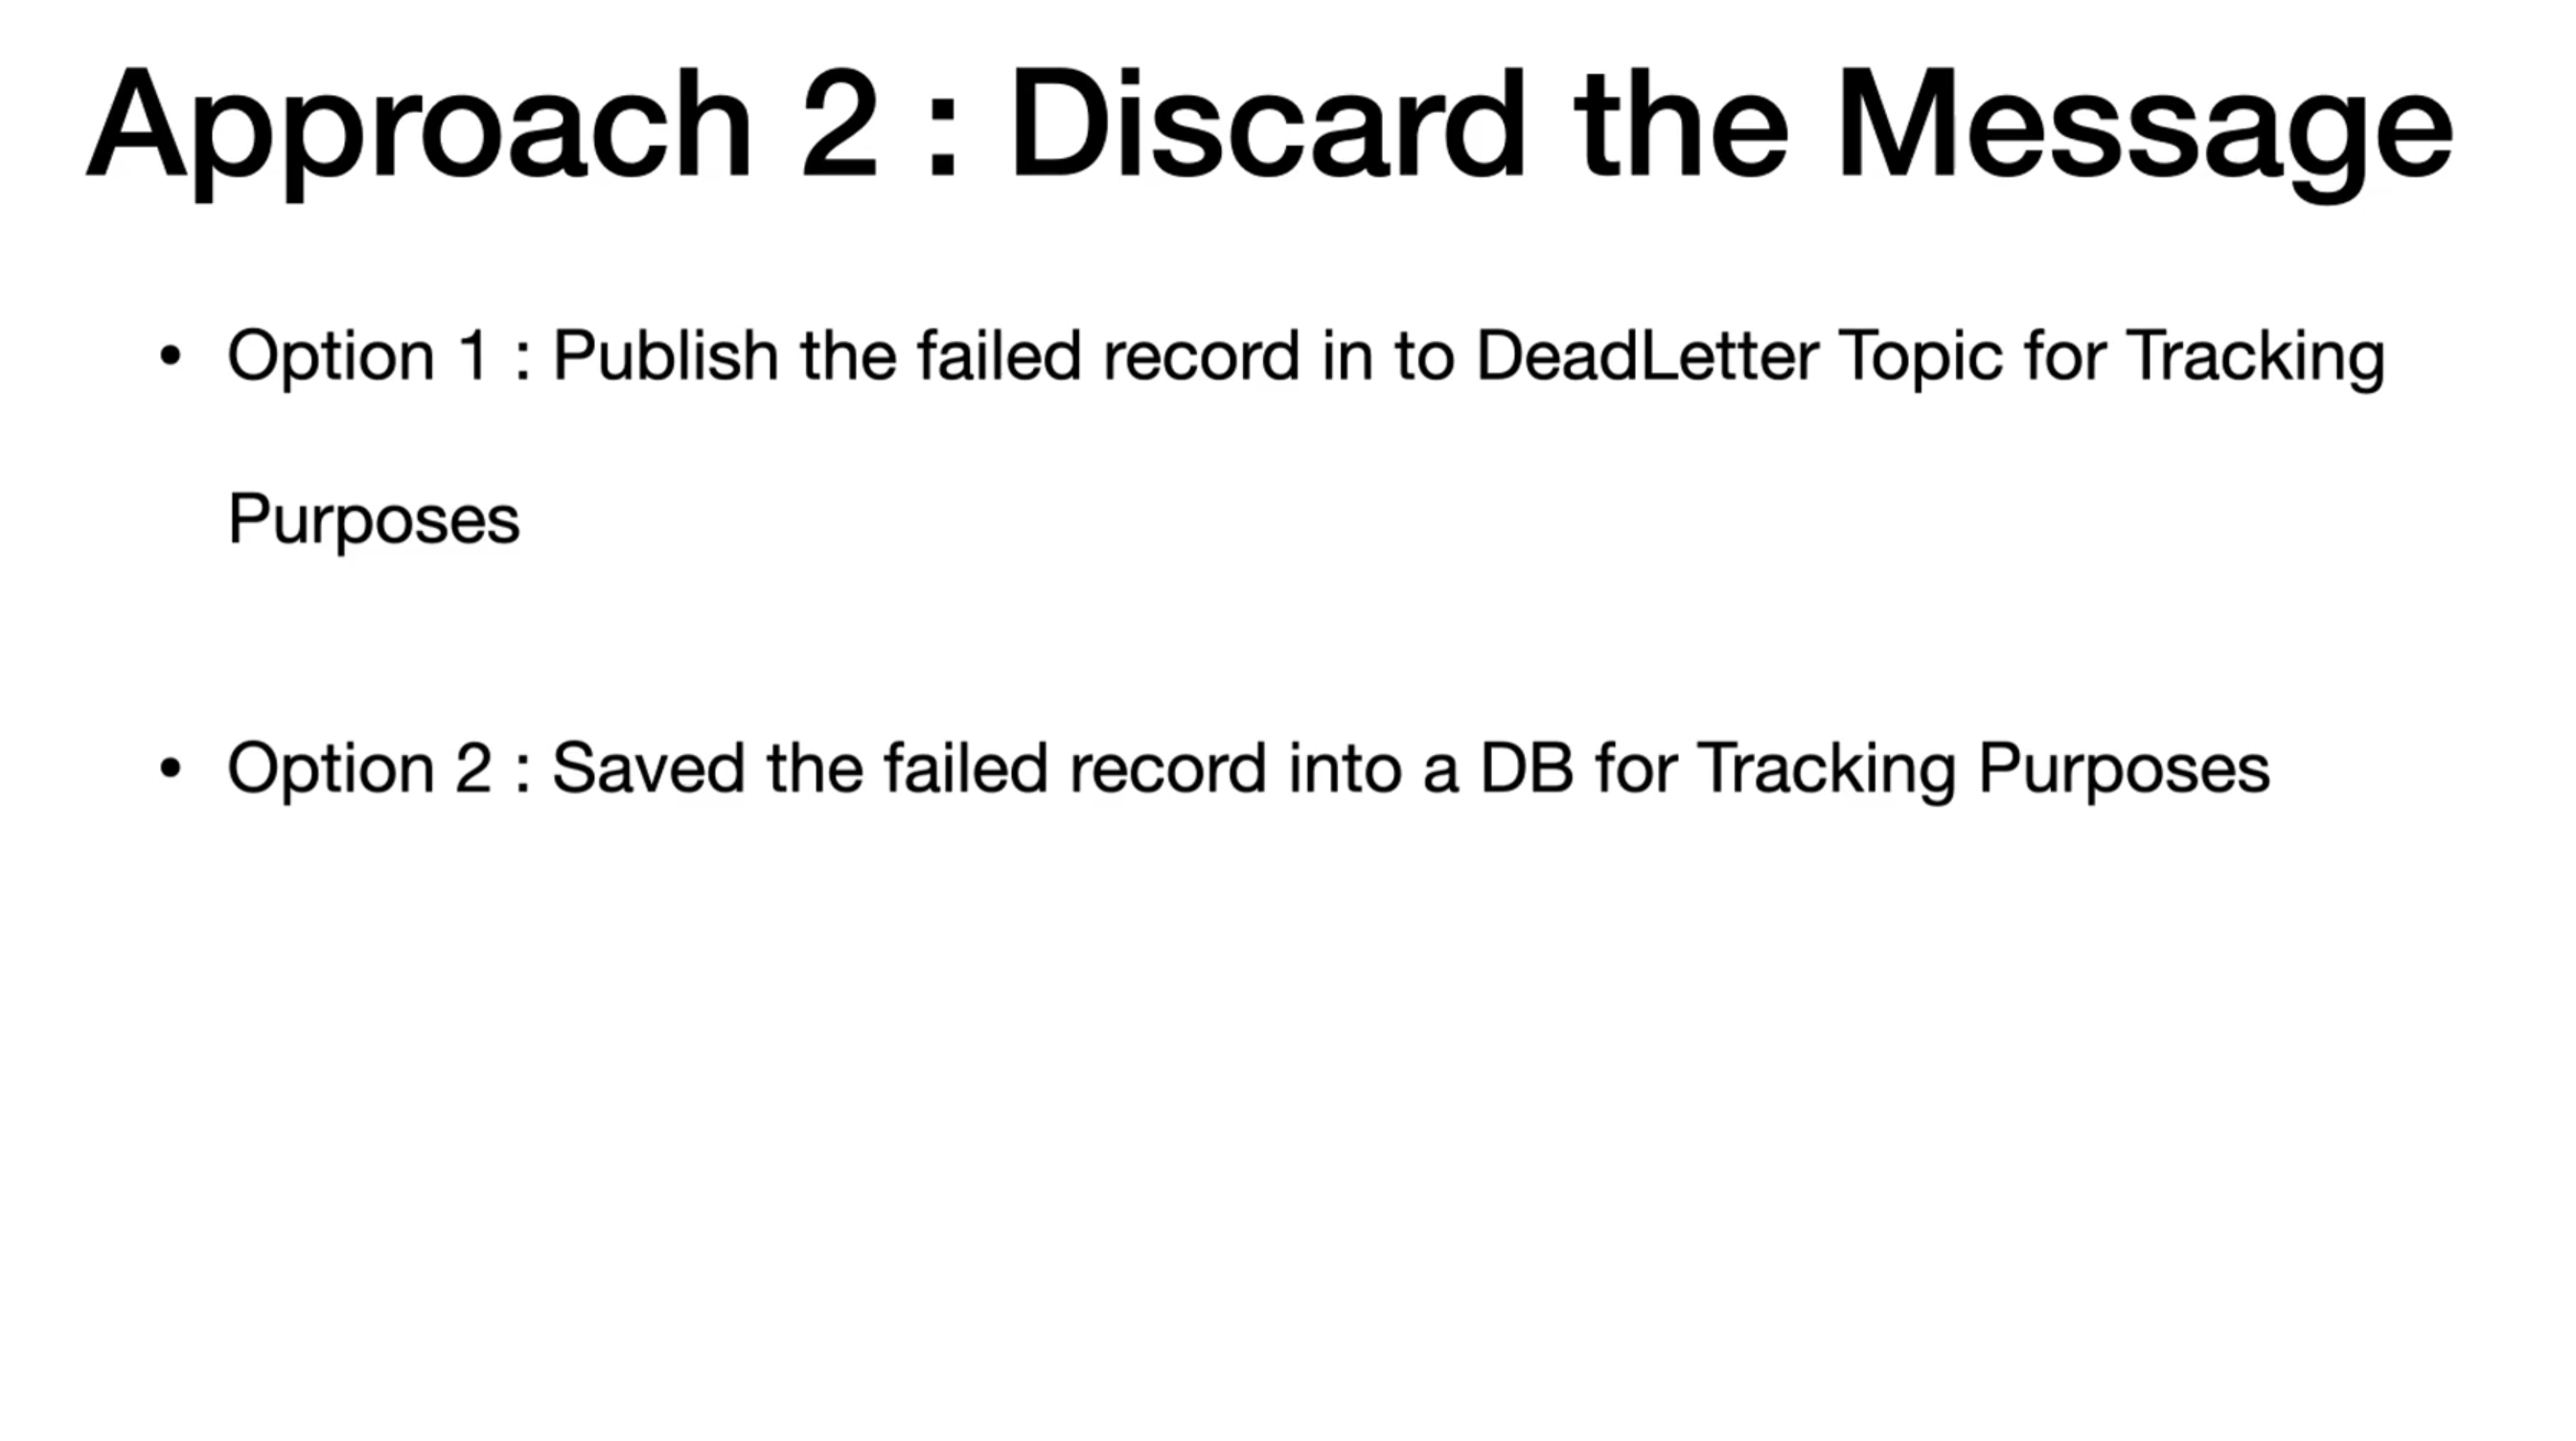 Approach 2 : Discard the Message
• Option 1 : Publish the failed record in to DeadLetter Topic for Tracking
Purposes
• Option 2 : Saved the failed record into a DB for Tracking Purposes